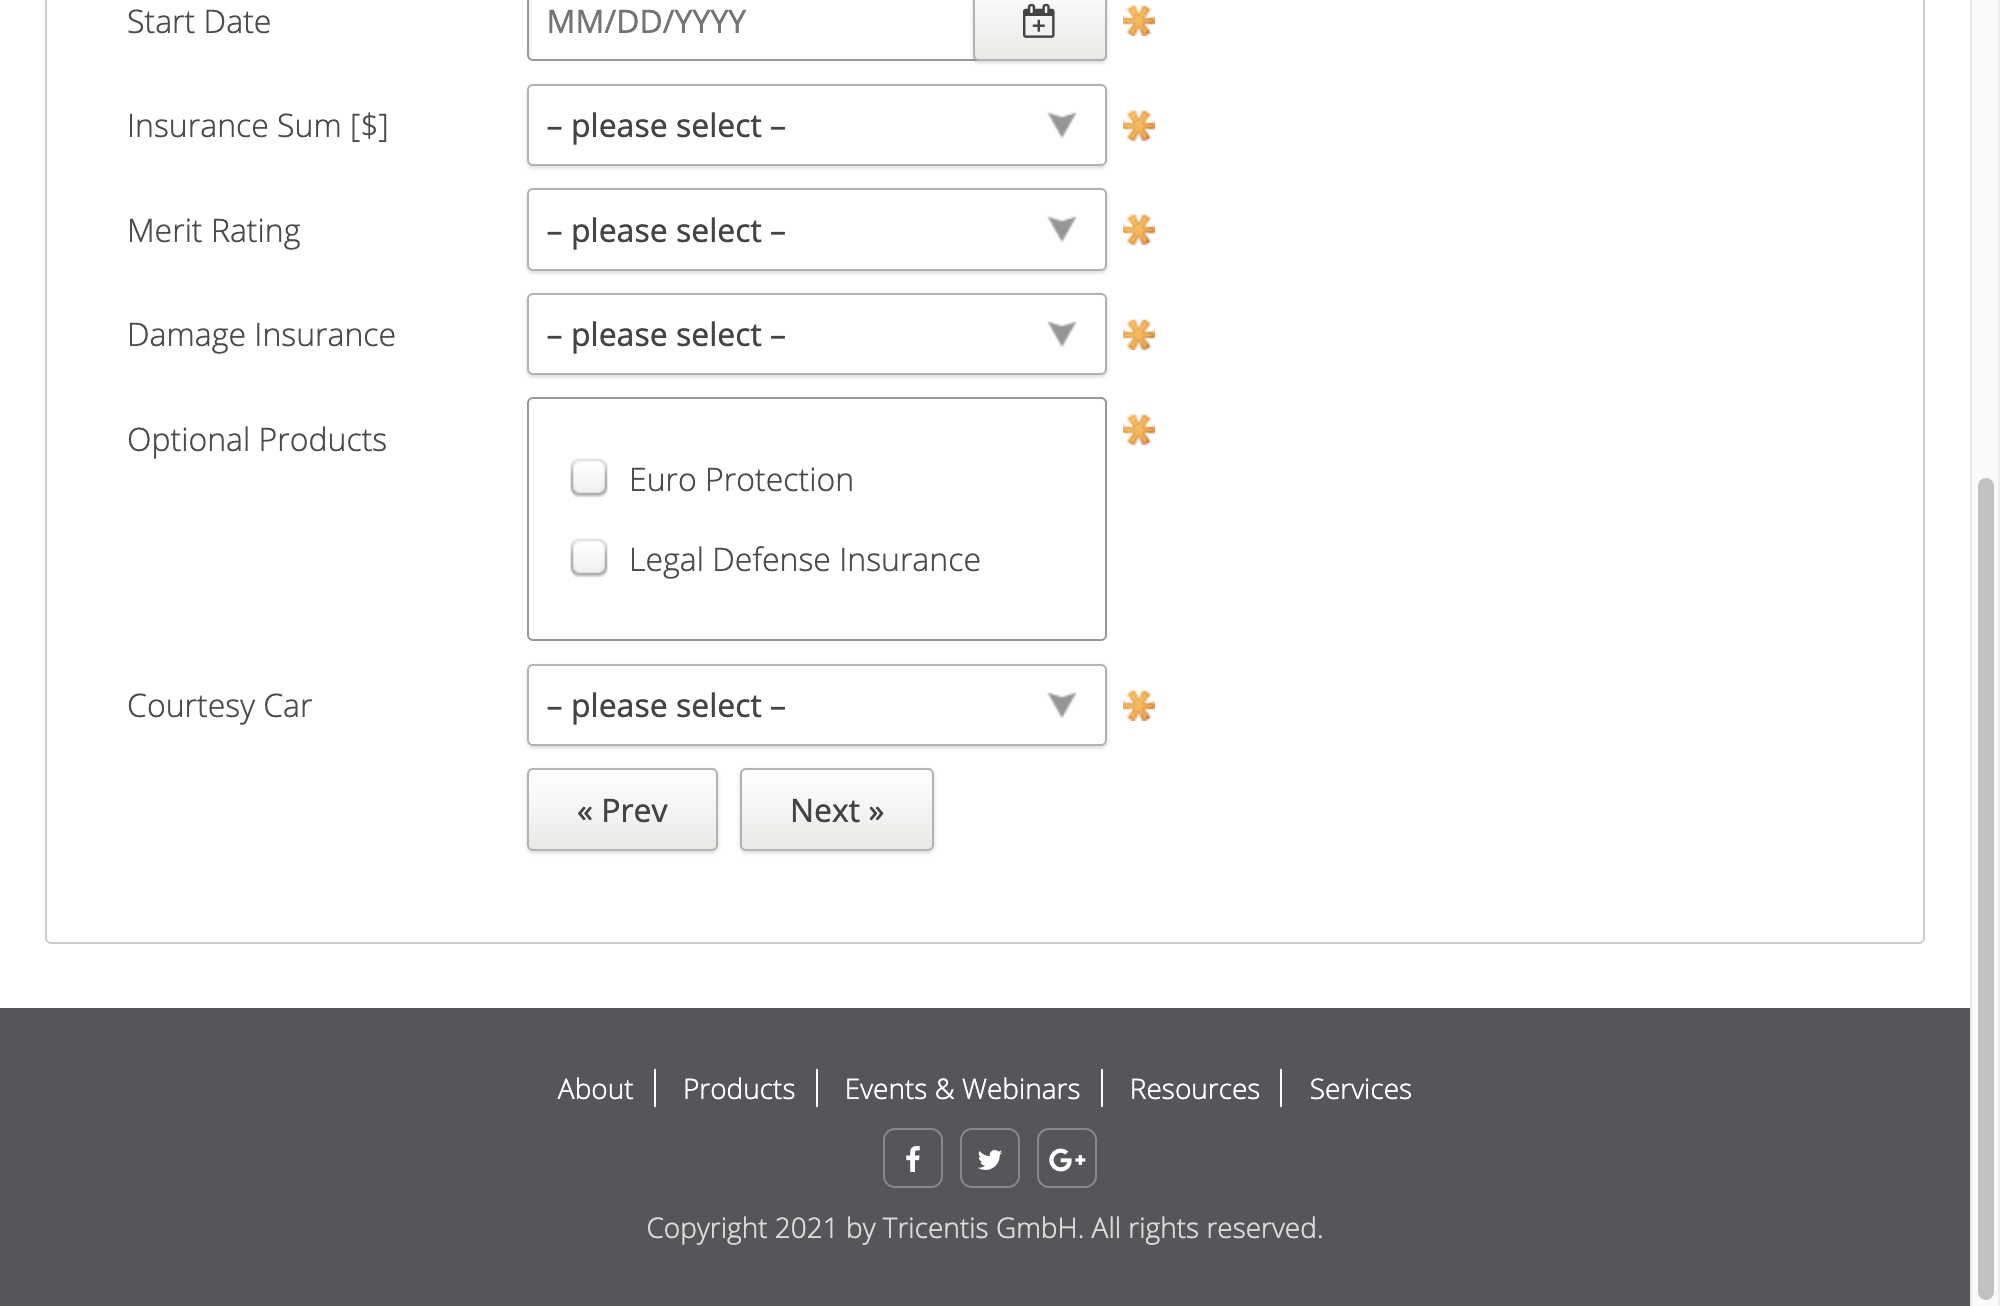 Start Date MM/DD/YYYY
Insurance Sum [$] – please select –
Merit Rating – please select –
Damage Insurance – please select –
Optional Products
Euro Protection
Legal Defense Insurance
Courtesy Car – please select –
« Prev Next »
About Products Events & Webinars Resources Services
f G+
Copyright 2021 by Tricentis GmbH. All rights reserved.